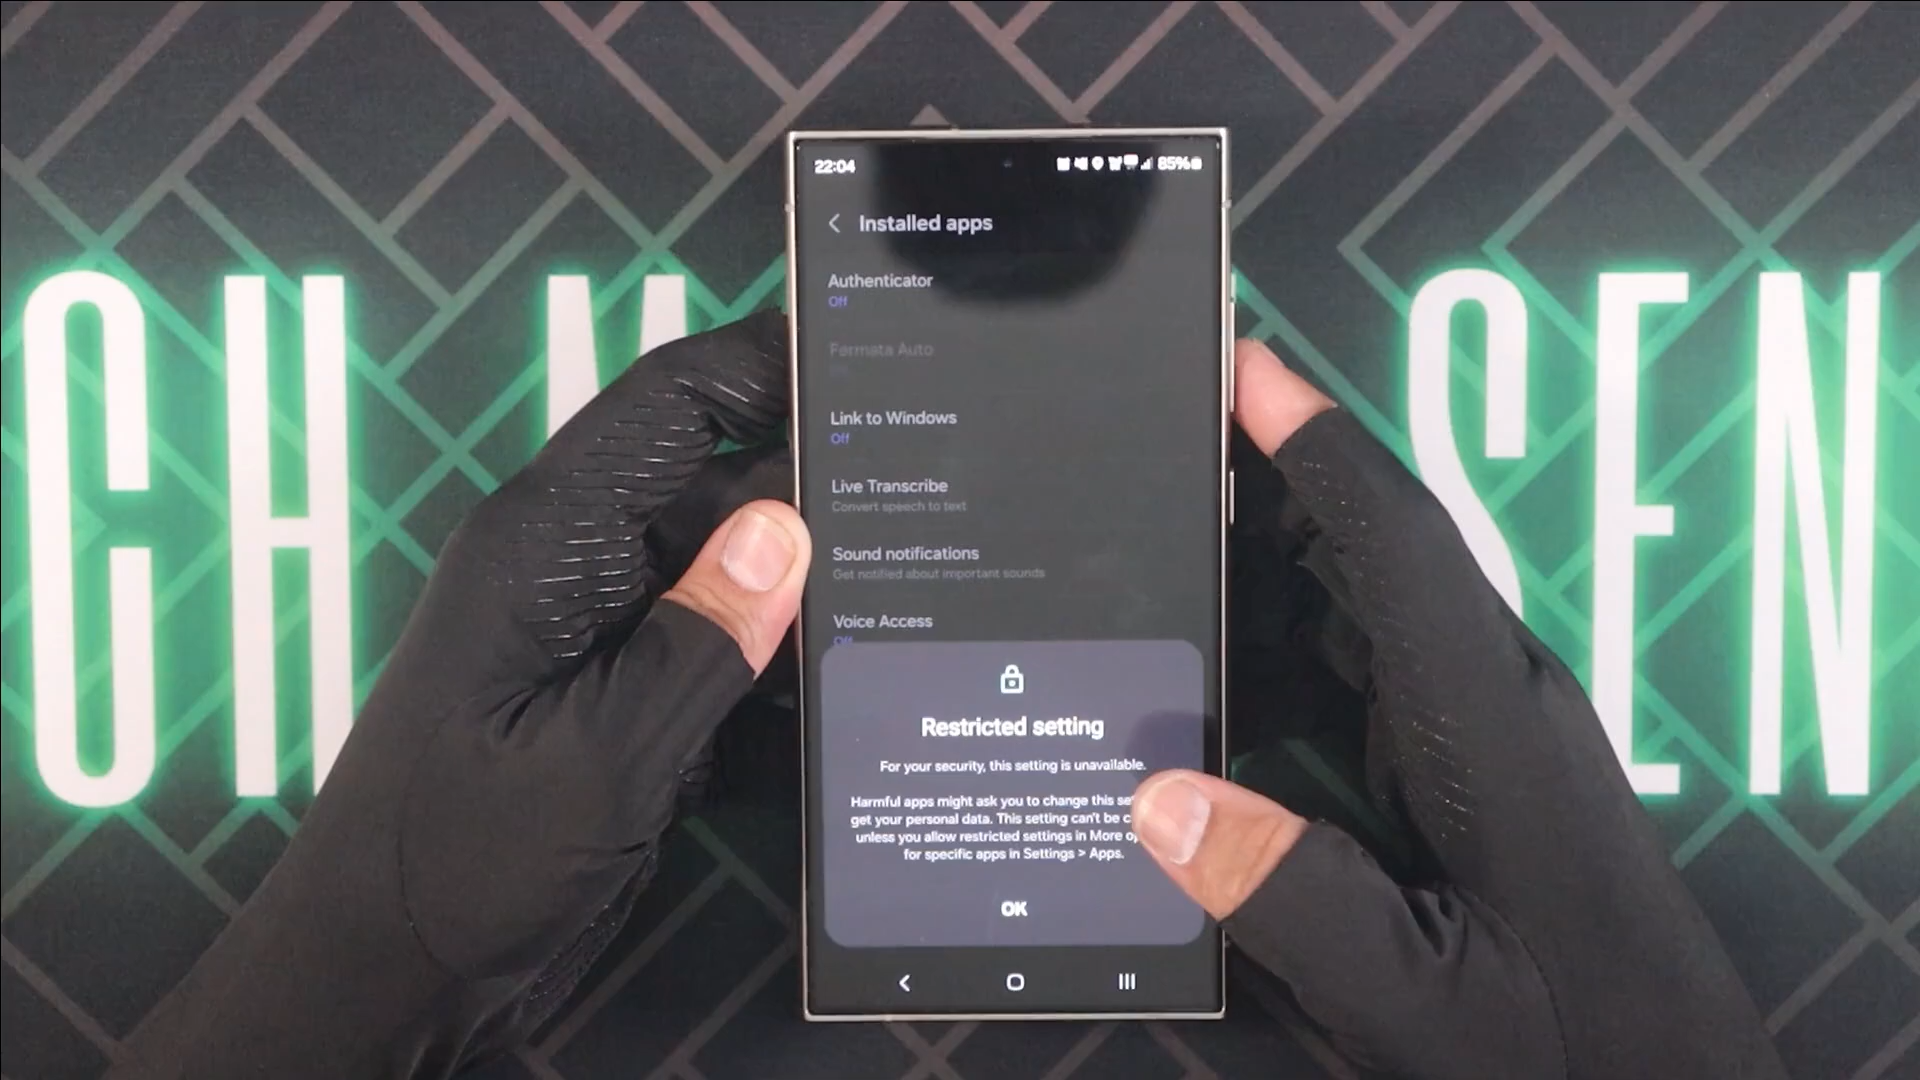 CH M SEN
22:04
85%
Installed apps
Authenticator
Off
Fermata Auto
Link to Windows
Off
Live Transcribe
Convert speech to text
Sound notifications
Get notified about important sounds
Voice Access
Off
Restricted setting
For your security, this setting is unavailable.
Harmful apps might ask you to change this
get your personal data. This setting can't be
unless you allow restricted settings in More
for specific apps in Settings > Apps.
OK